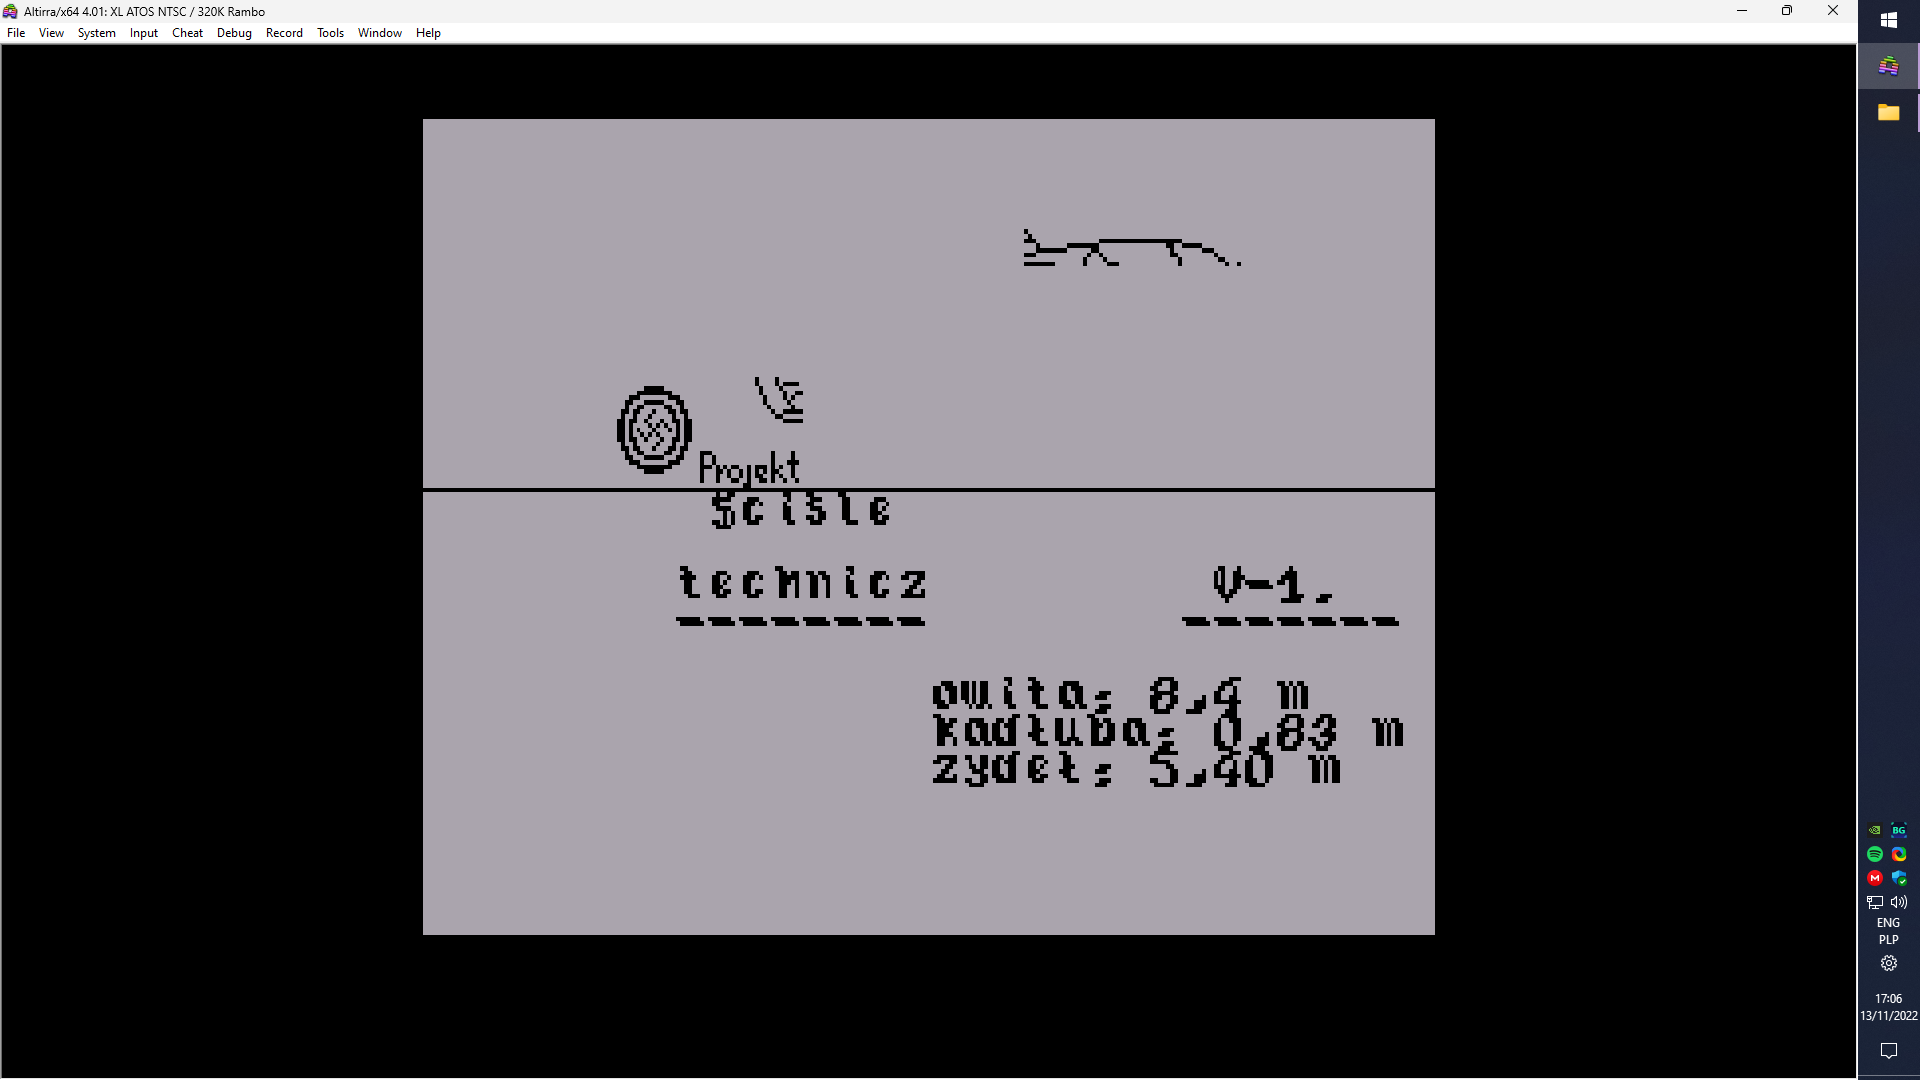 Altirra/x64 4.01: XL ATOS NTSC / 320K Rambo
File View System Input Cheat Debug Record Tools Window Help
Projekt
Ściśle
technicz V-1.
owita: 8,4 m
kadłuba: 0,83 m
zydeł: 5,40 m
BG
M
ENG
PLP
17:06
13/11/2022